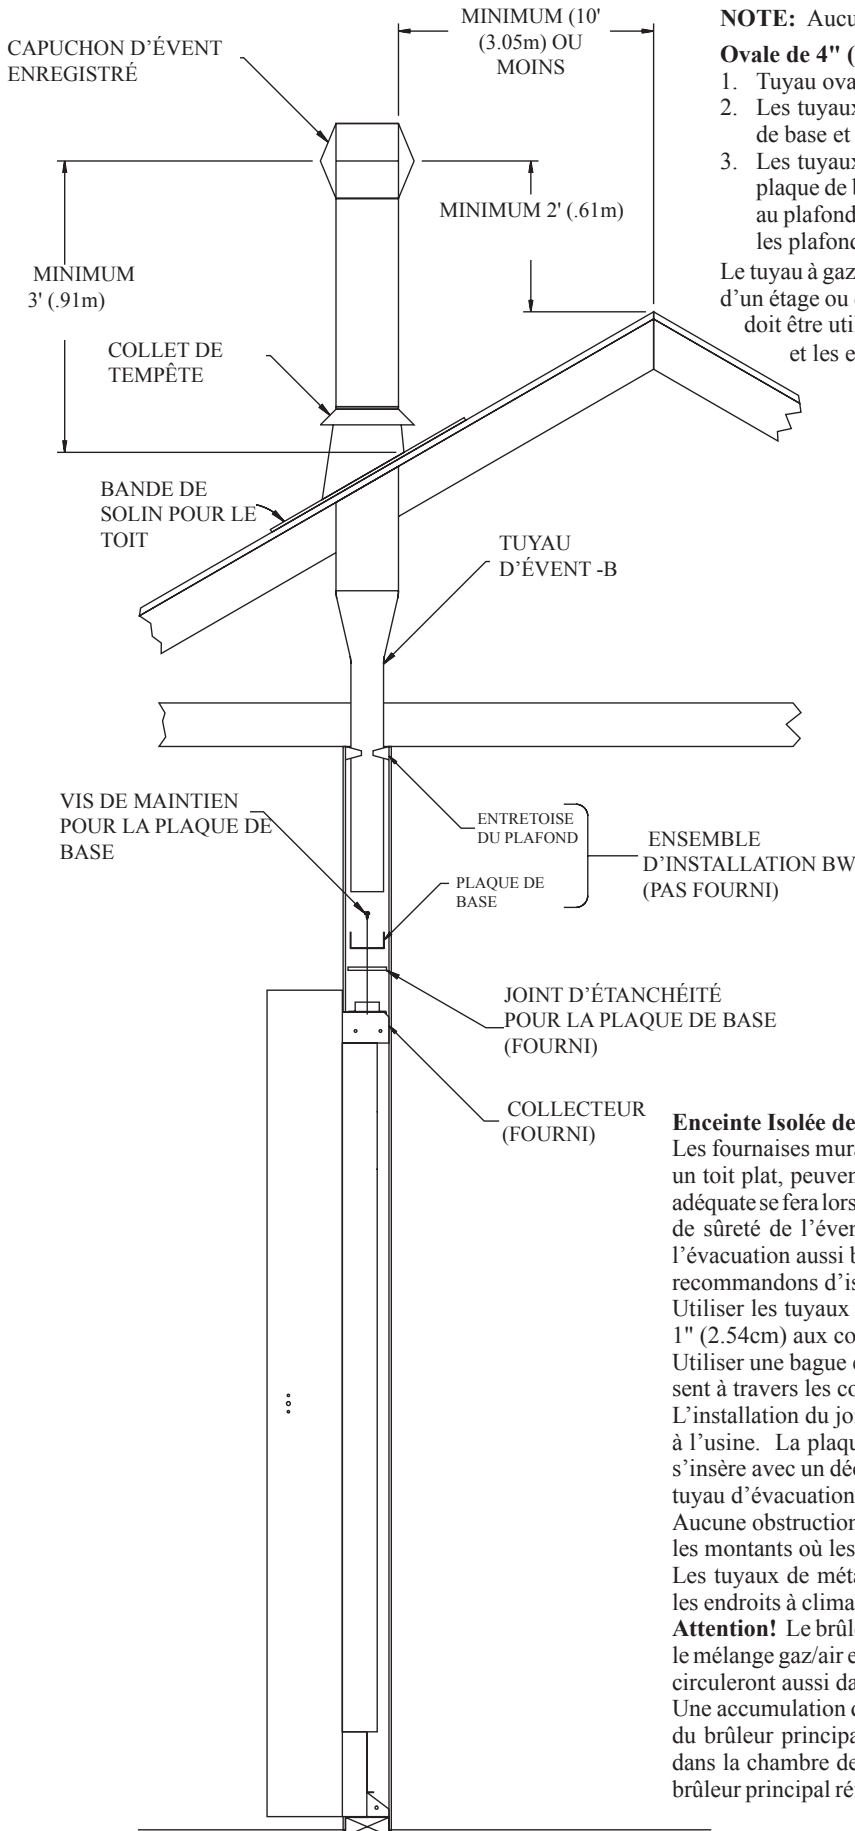 MINIMUM (10'
(3.05m) OU
MOINS
CAPUCHON D’ÉVENT
ENREGISTRÉ
MINIMUM 2' (.61m)
MINIMUM
3' (.91m)
COLLET DE
TEMPÊTE
BANDE DE
SOLIN POUR LE
TOIT
TUYAU
D’ÉVENT -B
VIS DE MAINTIEN
POUR LA PLAQUE DE
BASE
ENTRETOISE
DU PLAFOND
PLAQUE DE
BASE
ENSEMBLE
D’INSTALLATION BW
(PAS FOURNI)
JOINT D’ÉTANCHÉITÉ
POUR LA PLAQUE DE BASE
(FOURNI)
COLLECTEUR
(FOURNI)
NOTE: Aucu
Ovale de 4" (
1. Tuyau ova
2. Les tuyaux
de base et
3. Les tuyaux
plaque de b
au plafond
les plafond
Le tuyau à gaz
d’un étage ou
doit être util
et les e
Enceinte Isolée de
Les fournaises mura
un toit plat, peuven
adéquate se fera lors
de sûreté de l’éven
l’évacuation aussi b
recommandons d’is
Utiliser les tuyaux
1" (2.54cm) aux co
Utiliser une bague
sent à travers les co
L’installation du joi
à l’usine. La plaqu
s’insère avec un déc
tuyau d’évacuation
Aucune obstruction
les montants où les
Les tuyaux de méta
les endroits à clima
Attention! Le brûle
le mélange gaz/air e
circuleront aussi da
Une accumulation d
du brûleur principa
dans la chambre de
brûleur principal ré